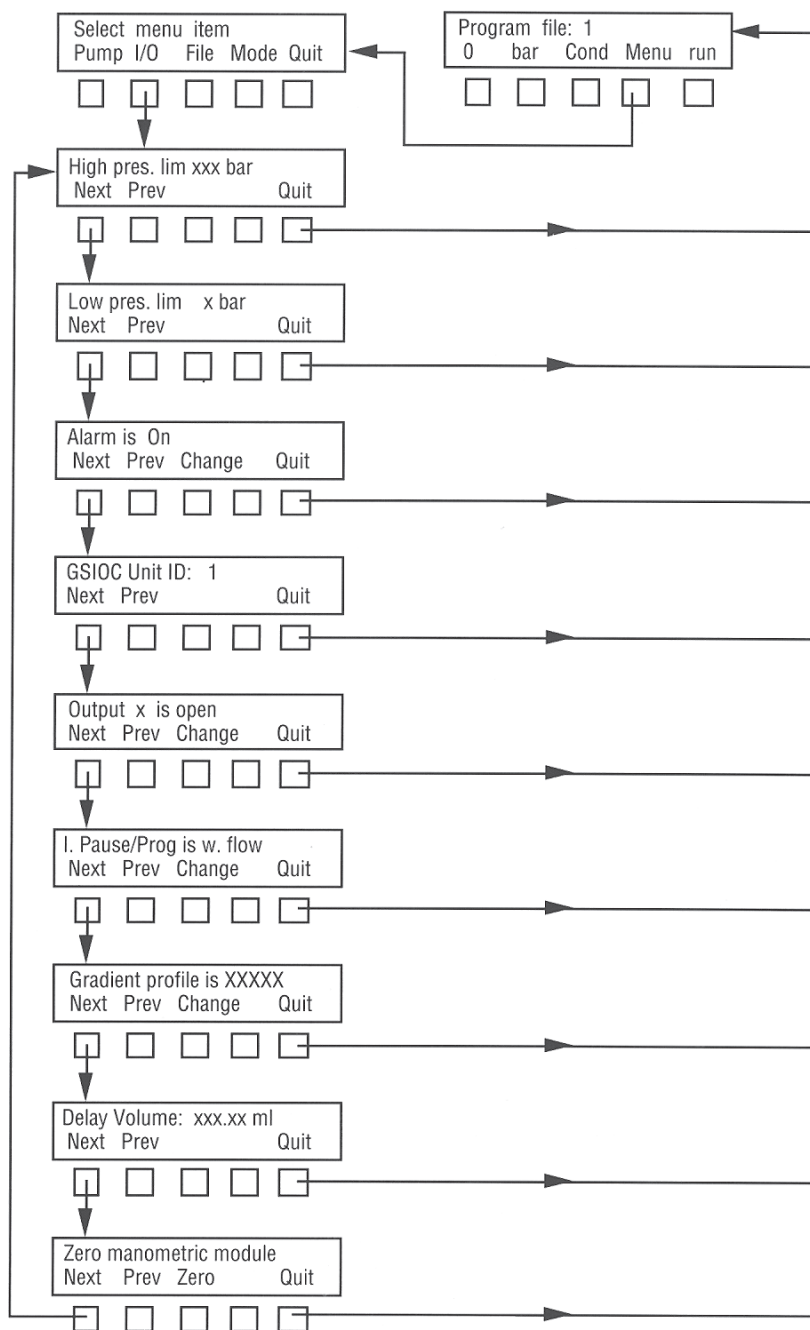 Select menu item
Pump I/O File Mode Quit
Program file: 1
0 bar Cond Menu run
High pres. lim xxx bar
Next Prev Quit
Low pres. lim x bar
Next Prev Quit
Alarm is On
Next Prev Change Quit
GSIOC Unit ID: 1
Next Prev Quit
Output x is open
Next Prev Change Quit
I. Pause/Prog is w. flow
Next Prev Change Quit
Gradient profile is XXXXX
Next Prev Change Quit
Delay Volume: xxx.xx ml
Next Prev Quit
Zero manometric module
Next Prev Zero Quit